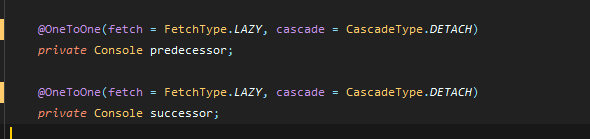 @OneToOne(fetch = FetchType.LAZY, cascade = CascadeType.DETACH)
private Console predecessor;
@OneToOne(fetch = FetchType.LAZY, cascade = CascadeType.DETACH)
private Console successor;